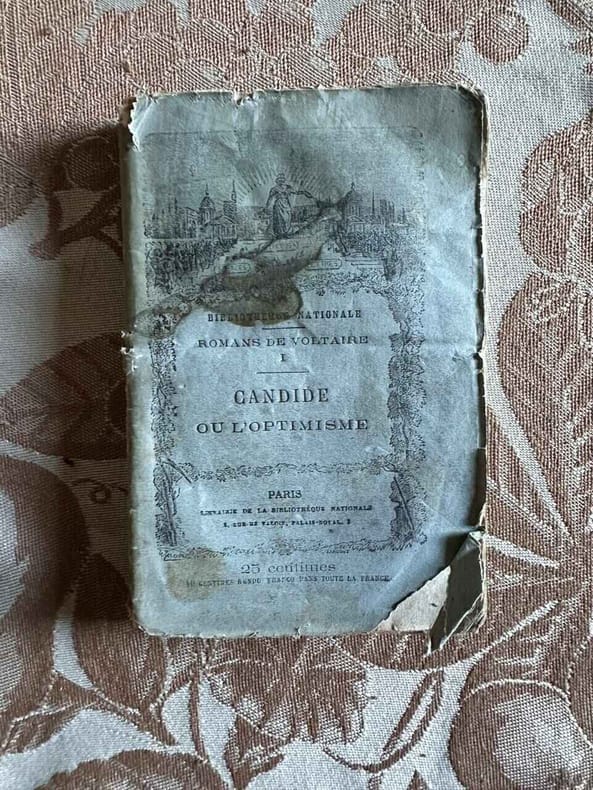 BIBLIOTHÈQUE NATIONALE
ROMANS DE VOLTAIRE
I
CANDIDE
OU L'OPTIMISME
PARIS
LIBRAIRIE DE LA BIBLIOTHÈQUE NATIONALE
2, RUE DE VALOIS, PALAIS-ROYAL, 2
25 centimes
CENTIMES RENDU FRANCO DANS TOUTE LA FRANCE